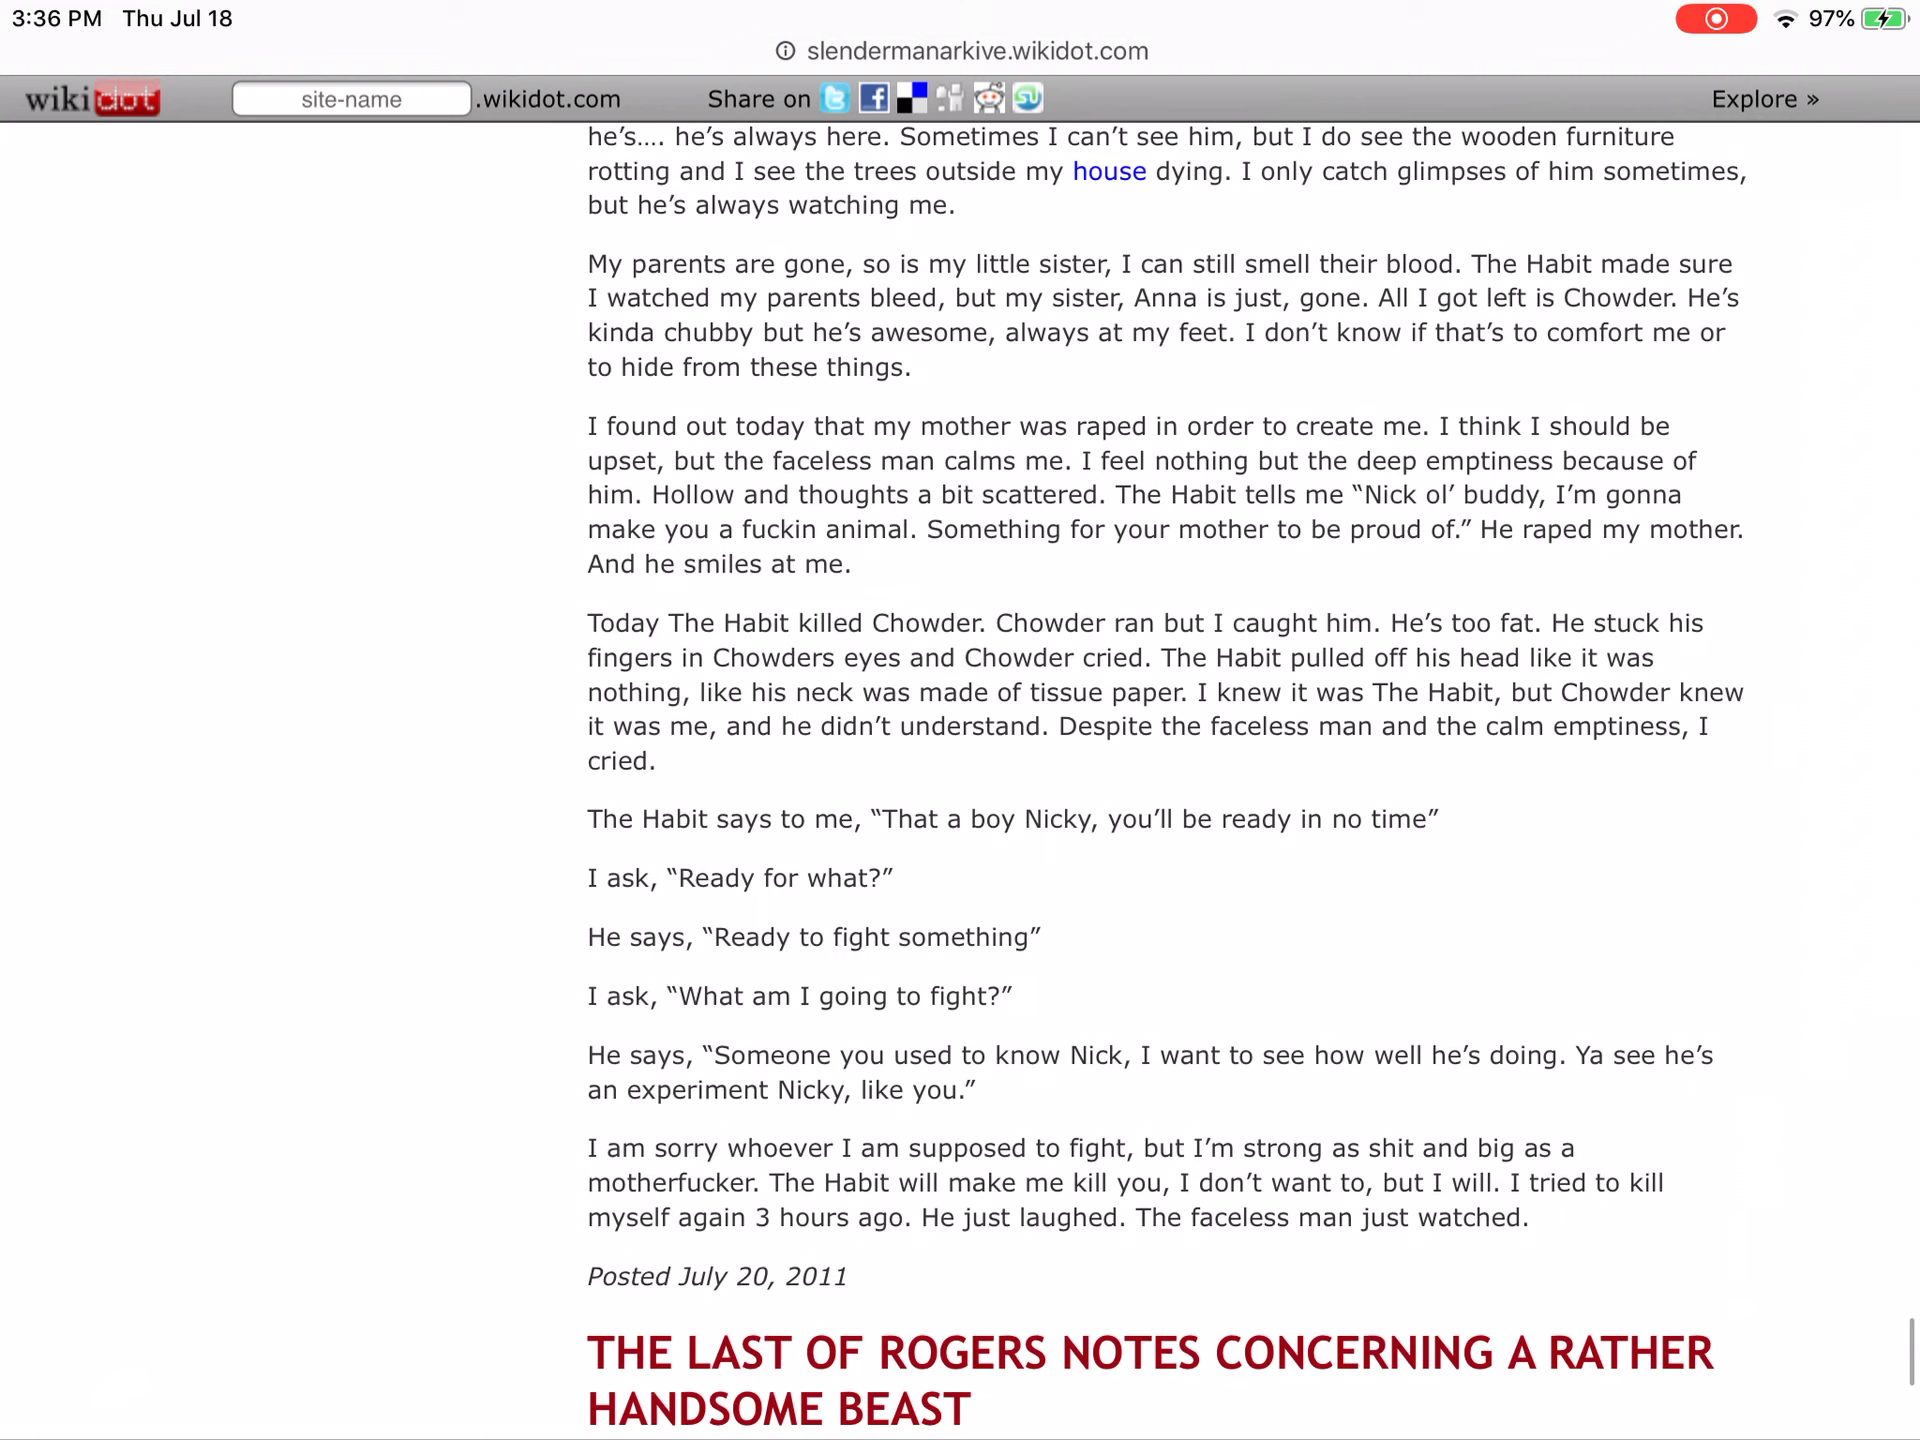 3:36 PM Thu Jul 18
97%
slendermanarkive.wikidot.com
wikidot site-name .wikidot.com Share on Explore »
he’s…. he’s always here. Sometimes I can’t see him, but I do see the wooden furniture
rotting and I see the trees outside my house dying. I only catch glimpses of him sometimes,
but he’s always watching me.
My parents are gone, so is my little sister, I can still smell their blood. The Habit made sure
I watched my parents bleed, but my sister, Anna is just, gone. All I got left is Chowder. He’s
kinda chubby but he’s awesome, always at my feet. I don’t know if that’s to comfort me or
to hide from these things.
I found out today that my mother was raped in order to create me. I think I should be
upset, but the faceless man calms me. I feel nothing but the deep emptiness because of
him. Hollow and thoughts a bit scattered. The Habit tells me “Nick ol’ buddy, I’m gonna
make you a fuckin animal. Something for your mother to be proud of.” He raped my mother.
And he smiles at me.
Today The Habit killed Chowder. Chowder ran but I caught him. He’s too fat. He stuck his
fingers in Chowders eyes and Chowder cried. The Habit pulled off his head like it was
nothing, like his neck was made of tissue paper. I knew it was The Habit, but Chowder knew
it was me, and he didn’t understand. Despite the faceless man and the calm emptiness, I
cried.
The Habit says to me, “That a boy Nicky, you’ll be ready in no time”
I ask, “Ready for what?”
He says, “Ready to fight something”
I ask, “What am I going to fight?”
He says, “Someone you used to know Nick, I want to see how well he’s doing. Ya see he’s
an experiment Nicky, like you.”
I am sorry whoever I am supposed to fight, but I’m strong as shit and big as a
motherfucker. The Habit will make me kill you, I don’t want to, but I will. I tried to kill
myself again 3 hours ago. He just laughed. The faceless man just watched.
Posted July 20, 2011
THE LAST OF ROGERS NOTES CONCERNING A RATHER
HANDSOME BEAST